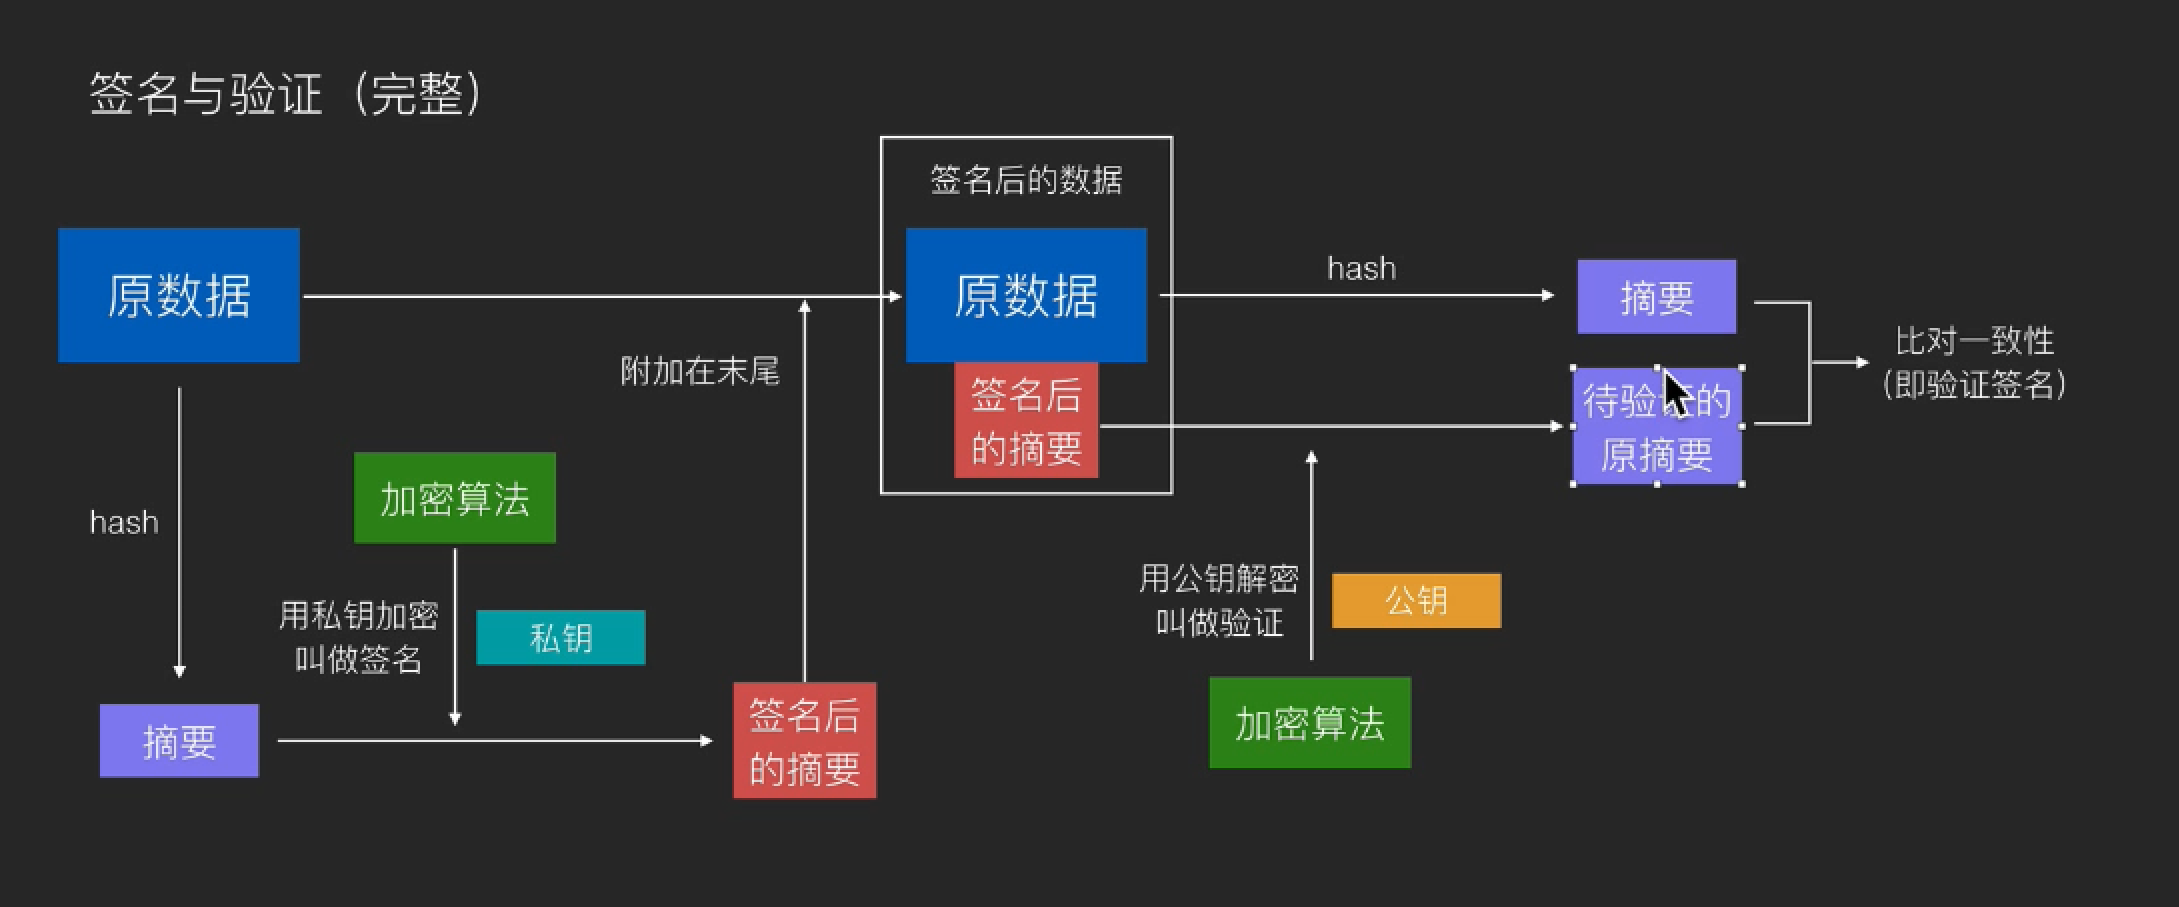 签名与验证（完整）
签名后的数据
原数据
原数据
hash
摘要
附加在末尾
签名后
的摘要
待验证的
原摘要
比对一致性
(即验证签名)
hash
加密算法
用私钥加密
叫做签名
私钥
用公钥解密
叫做验证
公钥
摘要
签名后
的摘要
加密算法